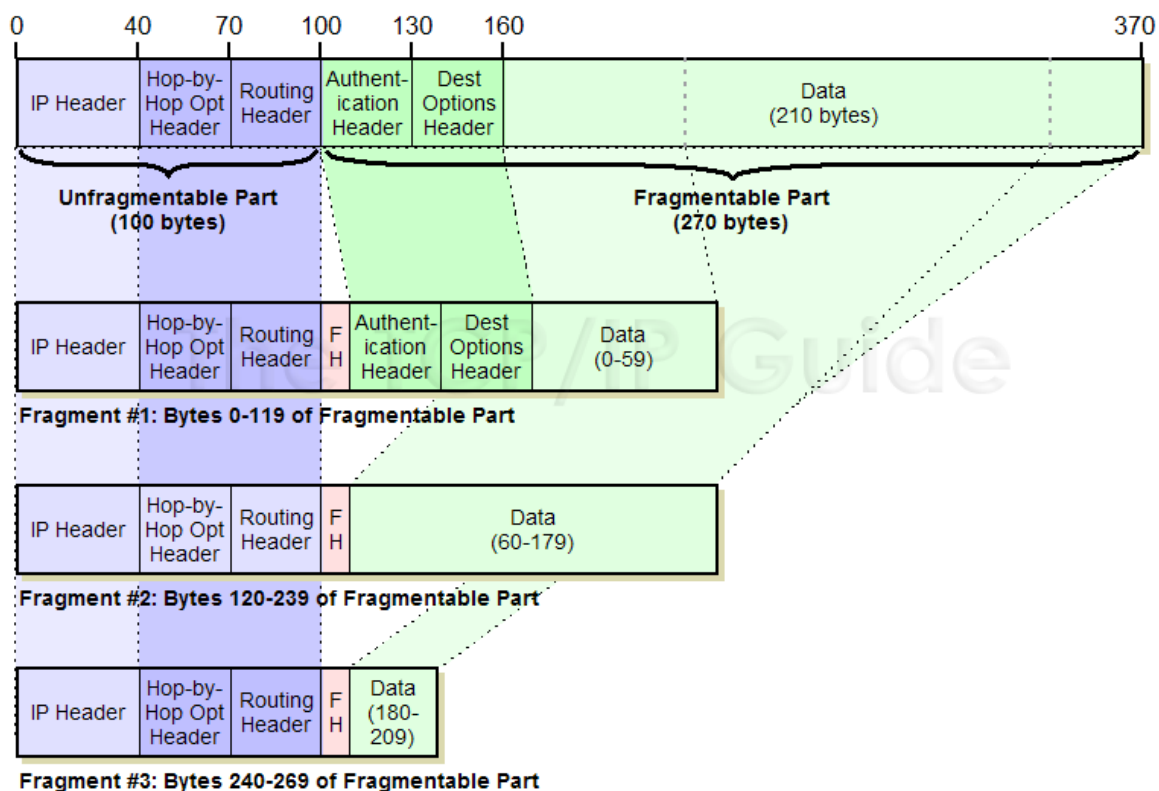 0 40 70 100 130 160 370
IP Header
Hop-by-
Hop Opt
Header
Routing
Header
Authent-
ication
Header
Dest
Options
Header
Data
(210 bytes)
Unfragmentable Part
(100 bytes)
Fragmentable Part
(270 bytes)
The TCP/IP Guide
IP Header
Hop-by-
Hop Opt
Header
Routing
Header
F
H
Authent-
ication
Header
Dest
Options
Header
Data
(0-59)
Fragment #1: Bytes 0-119 of Fragmentable Part
IP Header
Hop-by-
Hop Opt
Header
Routing
Header
F
H
Data
(60-179)
Fragment #2: Bytes 120-239 of Fragmentable Part
IP Header
Hop-by-
Hop Opt
Header
Routing
Header
F
H
Data
(180-
209)
Fragment #3: Bytes 240-269 of Fragmentable Part